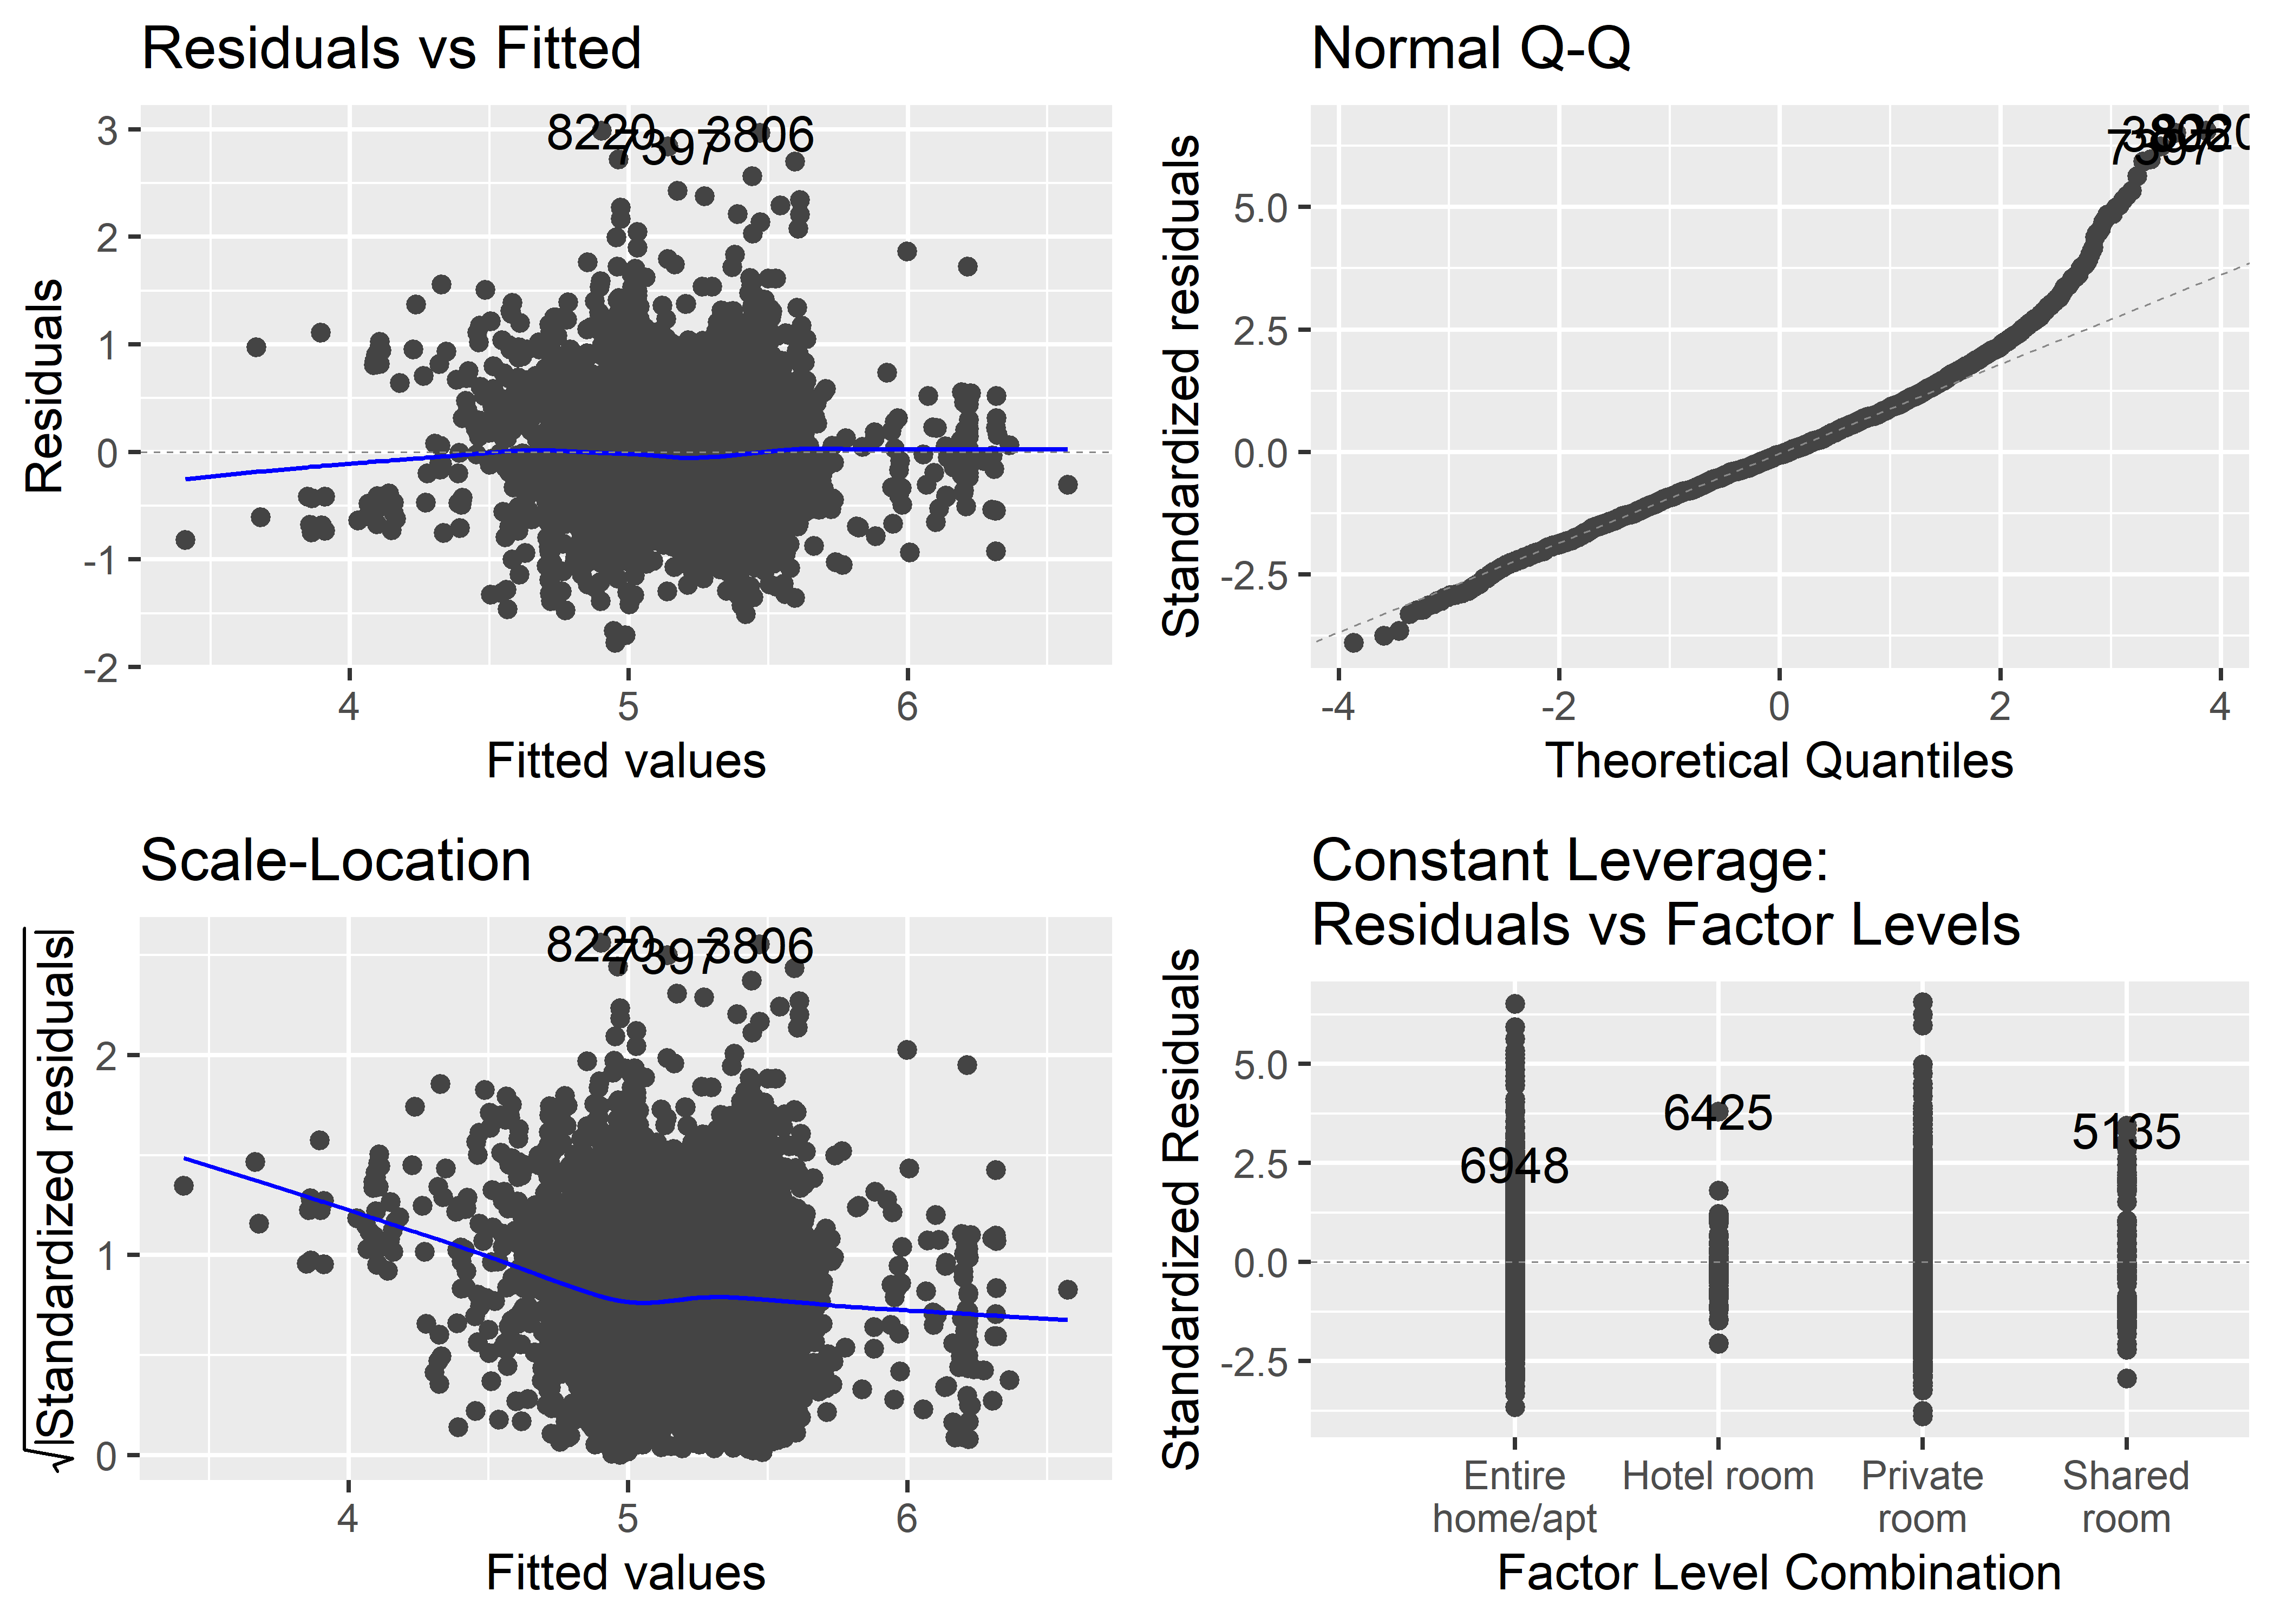 Residuals vs Fitted
3
2
1
0
-1
-2
Residuals
8220
7397
3806
4
5
6
Fitted values
Normal Q-Q
5.0
2.5
0.0
-2.5
Standardized residuals
7397
3806
8220
-4
-2
0
2
4
Theoretical Quantiles
Scale-Location
2
1
0
√|Standardized residuals|
8220
7397
3806
4
5
6
Fitted values
Constant Leverage:
Residuals vs Factor Levels
5.0
2.5
0.0
-2.5
Standardized Residuals
6948
6425
5135
Entire
home/apt
Hotel room
Private
room
Shared
room
Factor Level Combination